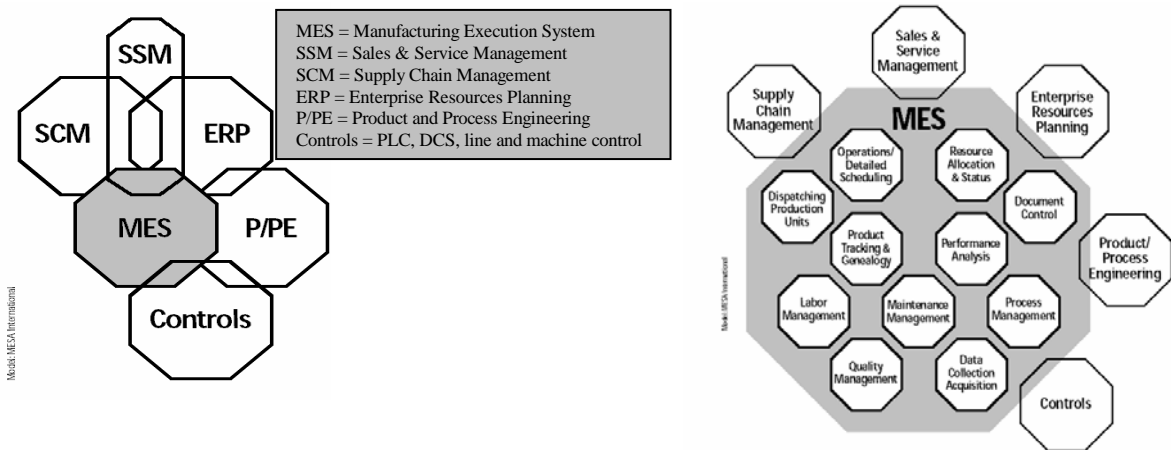 SSM
SCM
ERP
MES
P/PE
Controls
Model: MESA International
MES = Manufacturing Execution System
SSM = Sales & Service Management
SCM = Supply Chain Management
ERP = Enterprise Resources Planning
P/PE = Product and Process Engineering
Controls = PLC, DCS, line and machine control
Sales &
Service
Management
Supply
Chain
Management
Enterprise
Resources
Planning
MES
Operations/
Detailed
Scheduling
Resource
Allocation
& Status
Dispatching
Production
Units
Document
Control
Product
Tracking &
Genealogy
Performance
Analysis
Product/
Process
Engineering
Labor
Management
Maintenance
Management
Process
Management
Quality
Management
Data
Collection
Acquisition
Controls
Model: MESA International